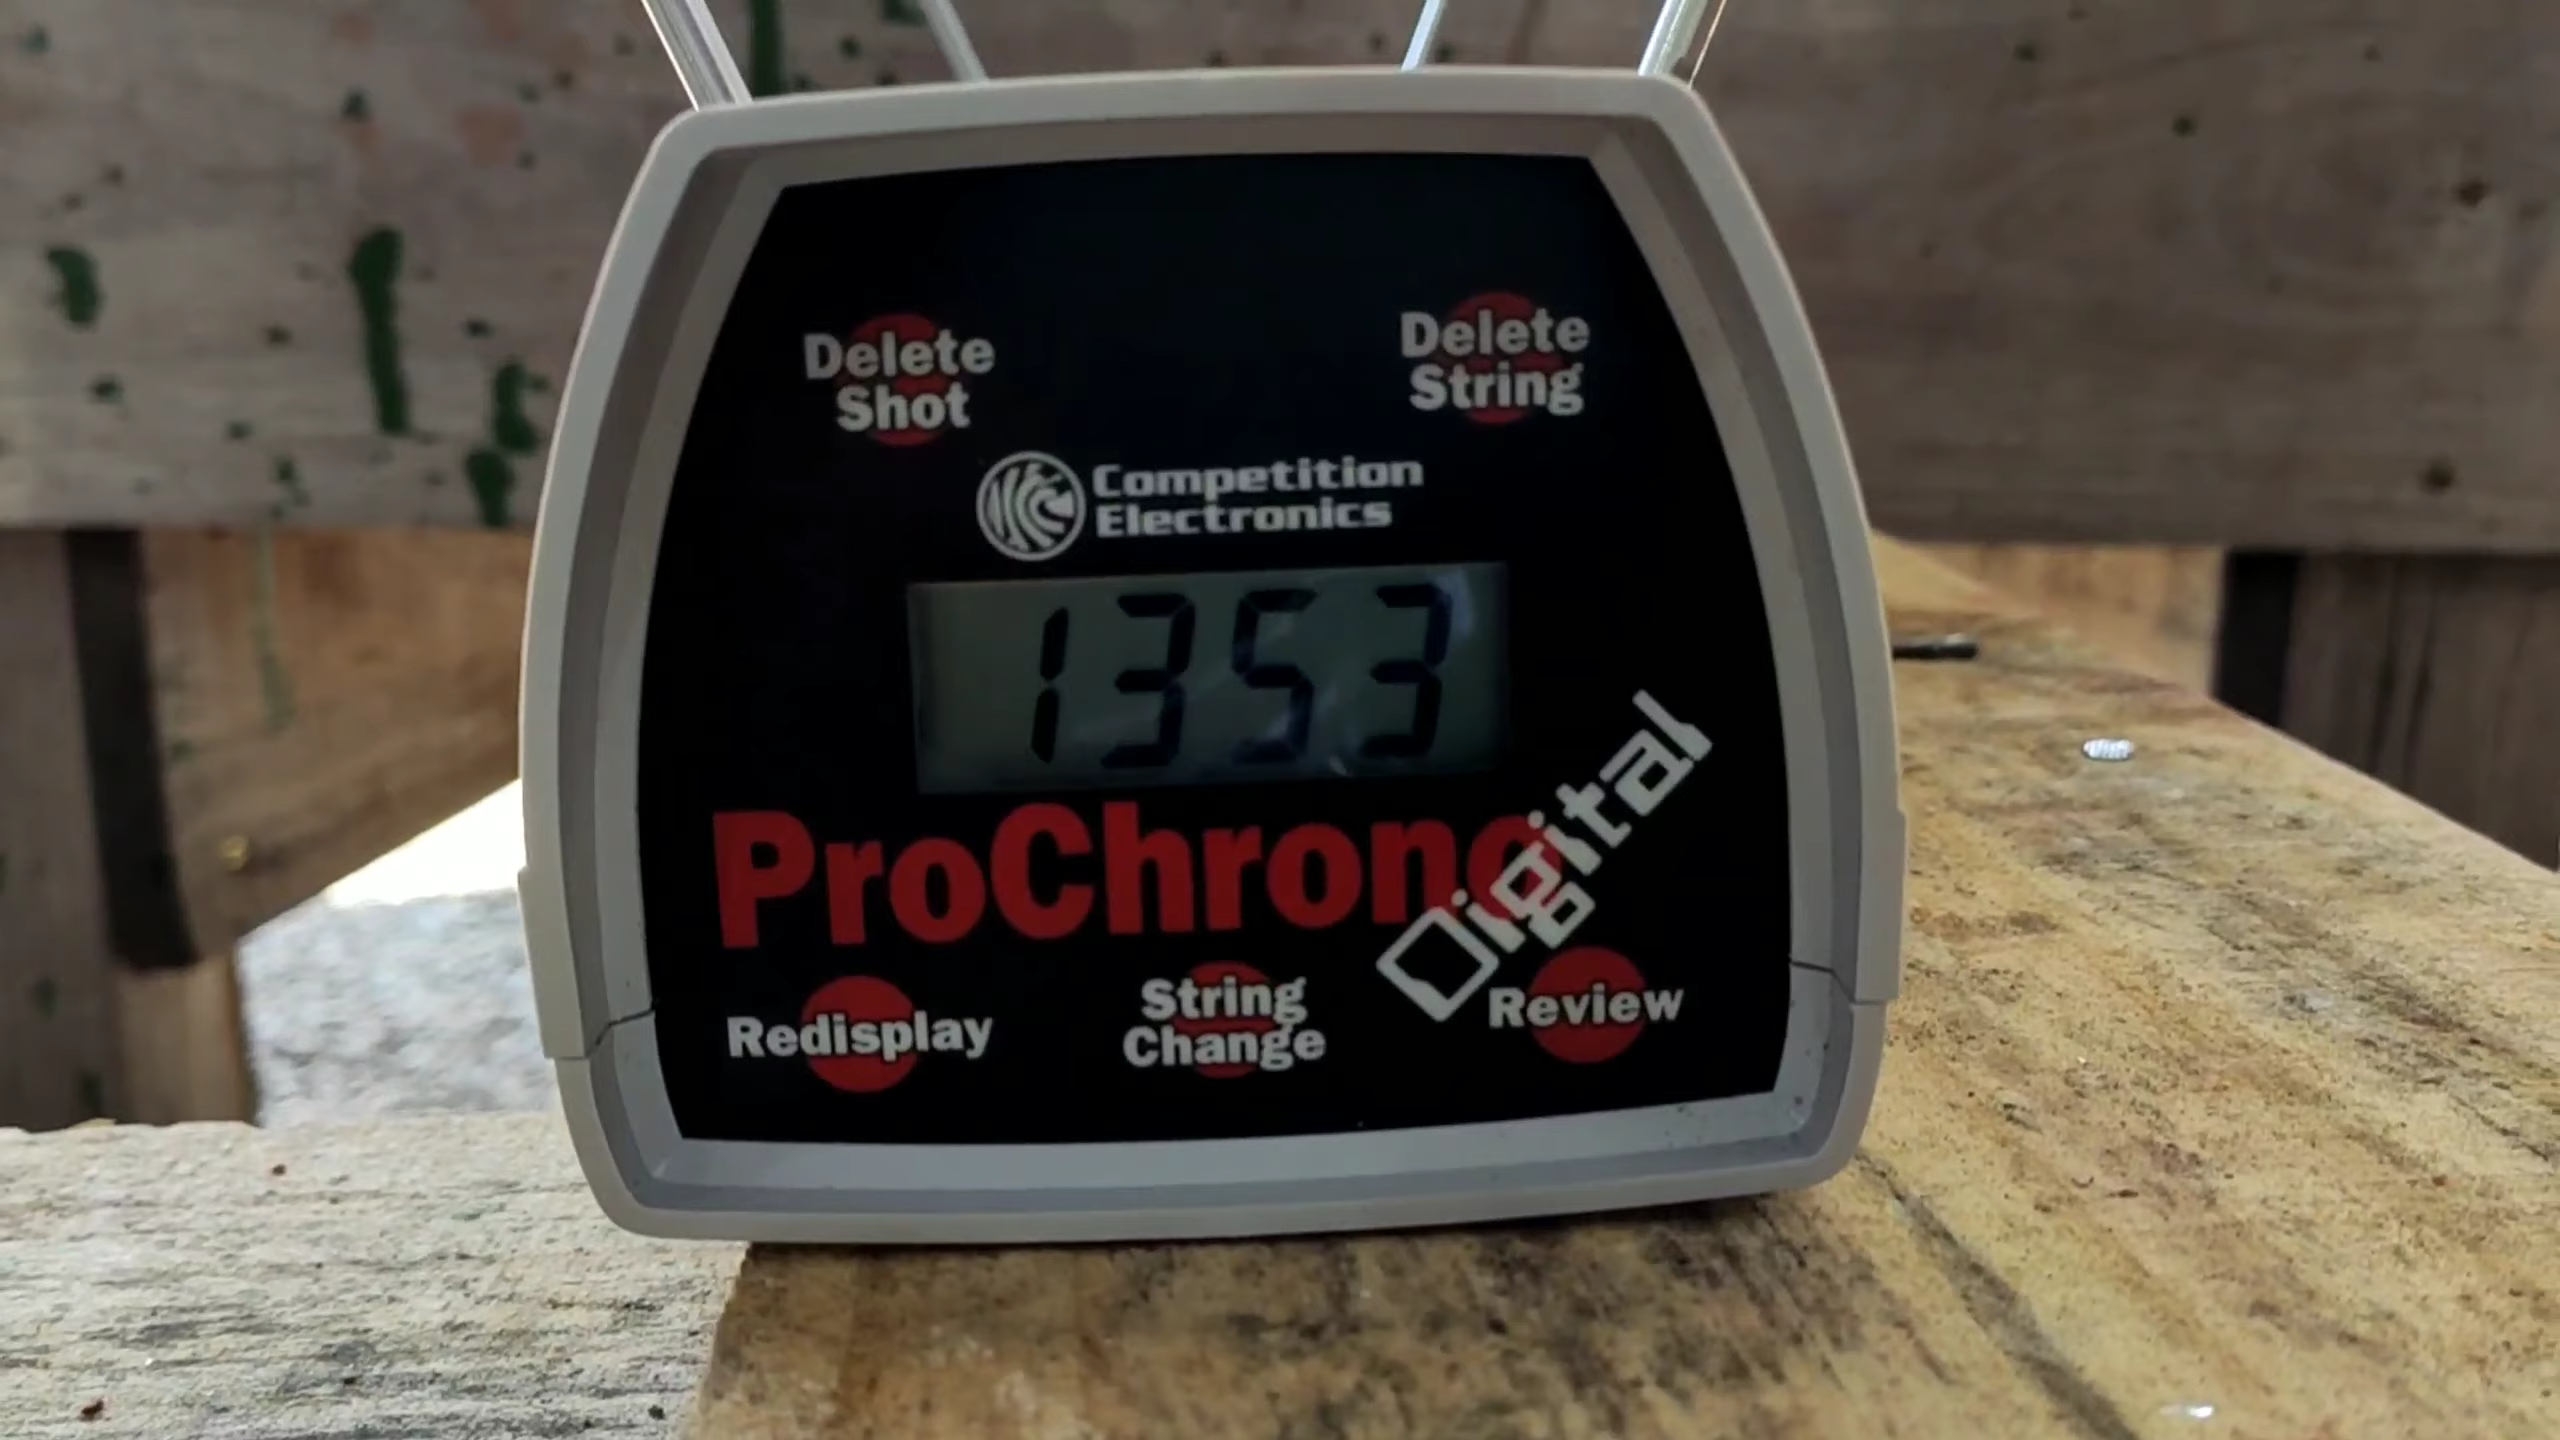 Delete
Shot
Delete
String
Competition
Electronics
1353
ProChrono
Digital
Redisplay
String
Change
Review